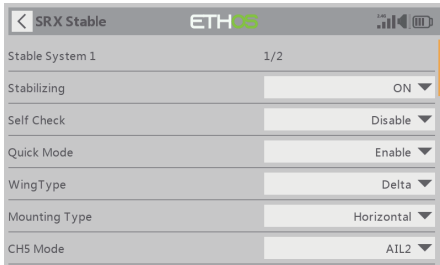 SRX Stable
ETHOS
Stable System 1 1/2
Stabilizing ON
Self Check Disable
Quick Mode Enable
WingType Delta
Mounting Type Horizontal
CH5 Mode AIL2